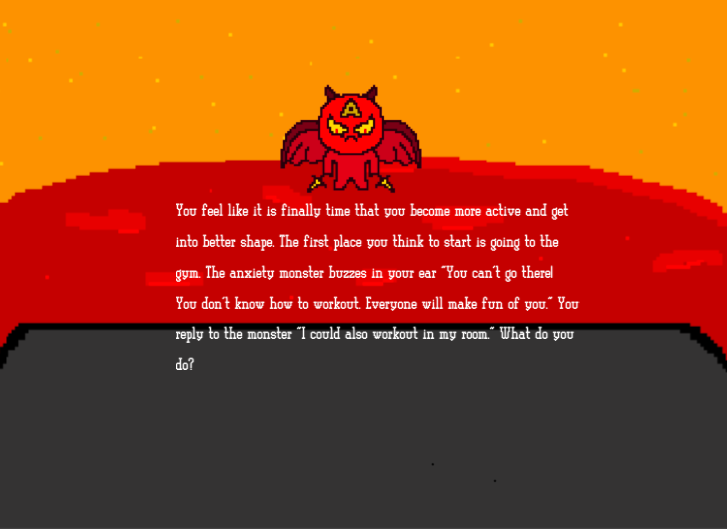 You feel like it is finally time that you become more active and get
into better shape. The first place you think to start is going to the
gym. The anxiety monster buzzes in your ear "You can't go there!
You don't know how to workout. Everyone will make fun of you." You
reply to the monster "I could also workout in my room." What do you
do?